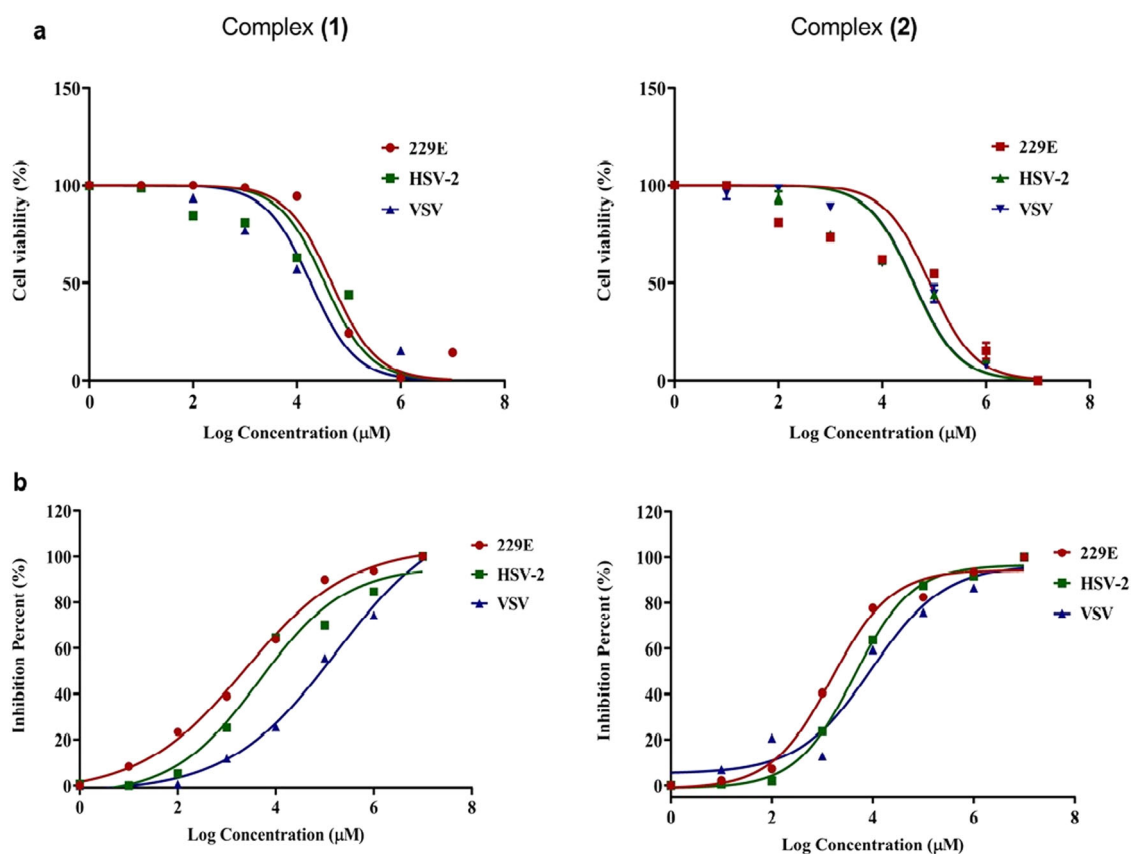 a
Complex (1)
Complex (2)
150
100
50
0
Cell viability (%)
229E
HSV-2
VSV
0 2 4 6 8
Log Concentration (μM)
150
100
50
0
Cell viability (%)
229E
HSV-2
VSV
0 2 4 6 8
Log Concentration (μM)
b
120
100
80
60
40
20
0
Inhibition Percent (%)
229E
HSV-2
VSV
0 2 4 6 8
Log Concentration (μM)
120
100
80
60
40
20
0
Inhibition Percent (%)
229E
HSV-2
VSV
0 2 4 6 8
Log Concentration (μM)